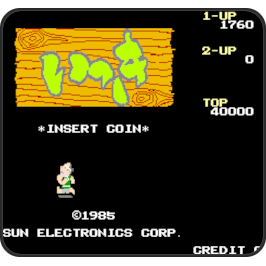 1-UP
1760
2-UP
0
いっき
TOP
40000
*INSERT COIN*
©1985
SUN ELECTRONICS CORP.
CREDIT